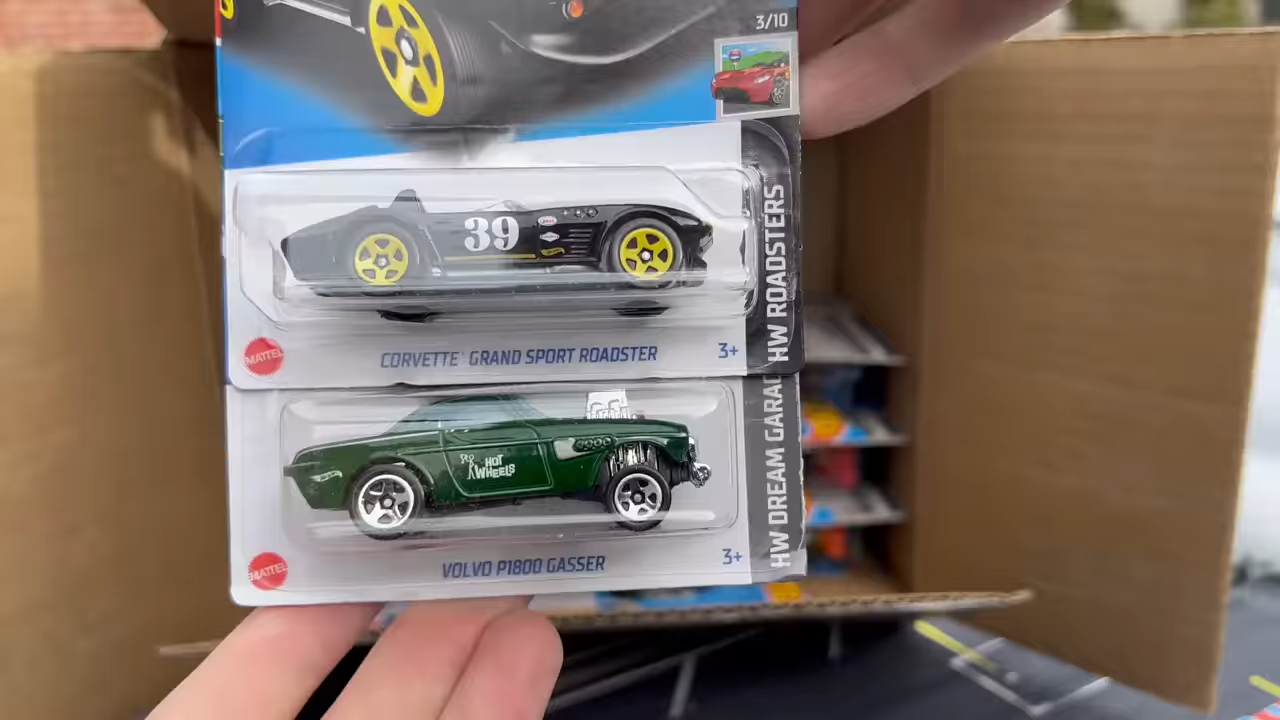 3/10
39
HW ROADSTERS
MATTEL
CORVETTE GRAND SPORT ROADSTER
3+
HOT
WHEELS
HW DREAM GARAG
MATTEL
VOLVO P1800 GASSER
3+